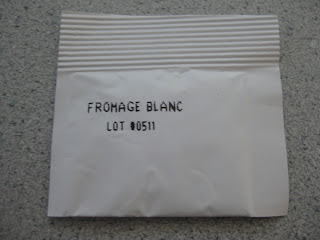 FROMAGE BLANC
LOT #0511